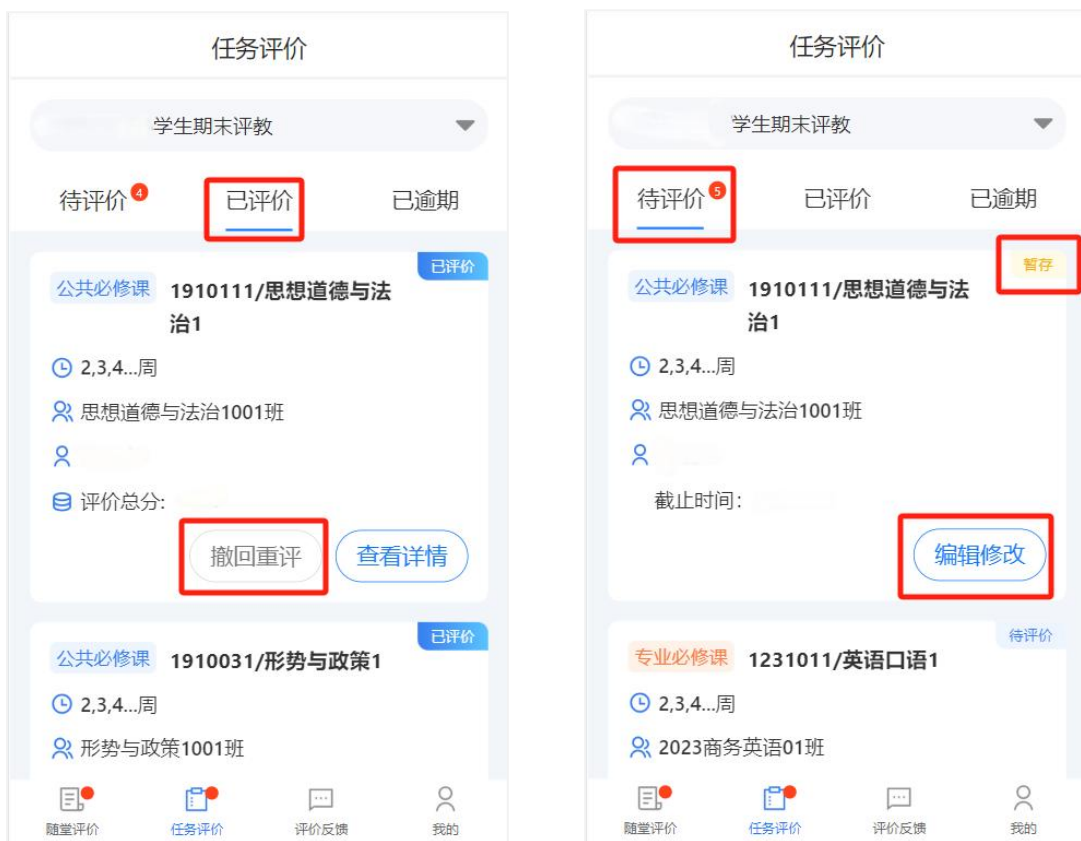 任务评价
学生期末评教
待评价 4 已评价 已逾期
已评价
公共必修课 1910111/思想道德与法
治1
2,3,4...周
思想道德与法治1001班
评价总分:
撤回重评 查看详情
已评价
公共必修课 1910031/形势与政策1
2,3,4...周
形势与政策1001班
随堂评价 任务评价 评价反馈 我的
任务评价
学生期末评教
待评价 5 已评价 已逾期
暂存
公共必修课 1910111/思想道德与法
治1
2,3,4...周
思想道德与法治1001班
截止时间:
编辑修改
待评价
专业必修课 1231011/英语口语1
2,3,4...周
2023商务英语01班
随堂评价 任务评价 评价反馈 我的